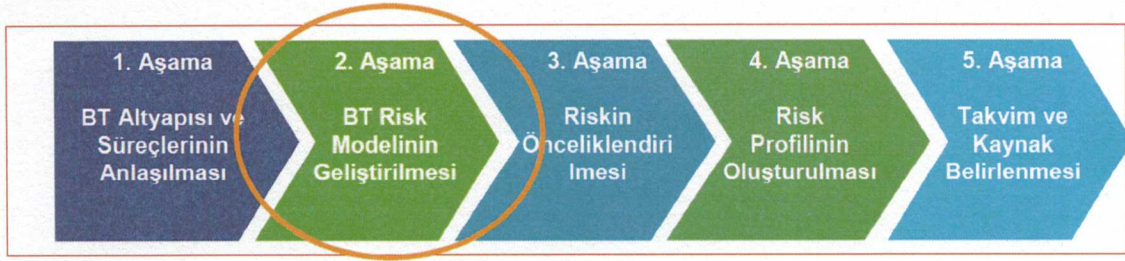 1. Aşama
BT Altyapısı ve
Süreçlerinin
Anlaşılması
2. Aşama
BT Risk
Modelinin
Geliştirilmesi
3. Aşama
Riskin
Önceliklendiri
lmesi
4. Aşama
Risk
Profilinin
Oluşturulması
5. Aşama
Takvim ve
Kaynak
Belirlenmesi